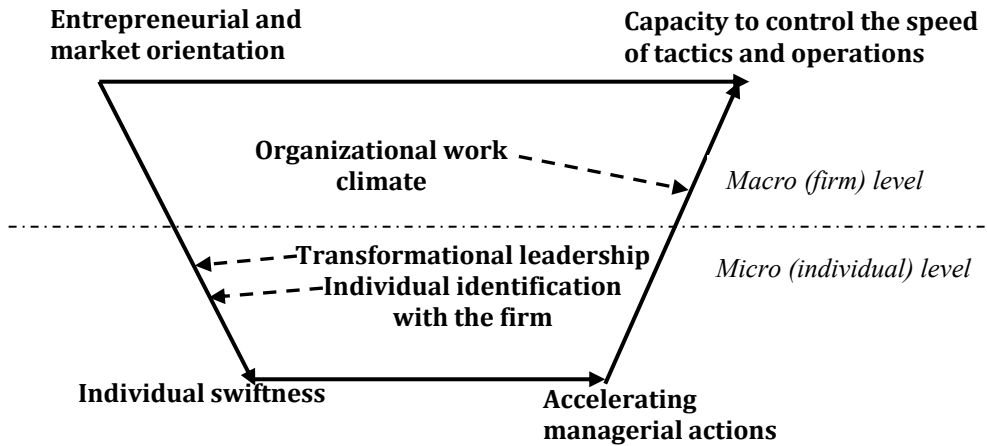 Entrepreneurial and
market orientation
Capacity to control the speed
of tactics and operations
Organizational work
climate
Macro (firm) level
Transformational leadership
Micro (individual) level
Individual identification
with the firm
Individual swiftness
Accelerating
managerial actions